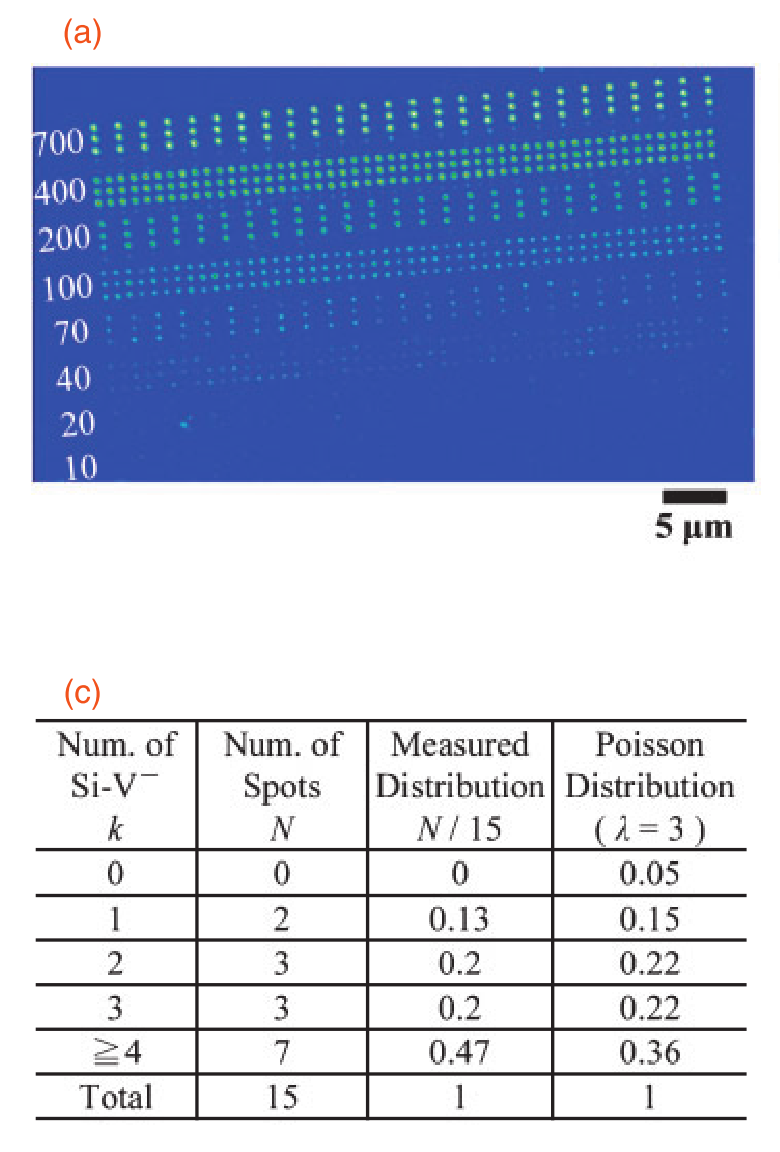 (a)
700
400
200
100
70
40
20
10
5 μm
(c)
Num. of Si-V⁻ k | Num. of Spots N | Measured Distribution N / 15 | Poisson Distribution ( λ = 3 )
0 0 0 0.05
1 2 0.13 0.15
2 3 0.2 0.22
3 3 0.2 0.22
≧4 7 0.47 0.36
Total 15 1 1